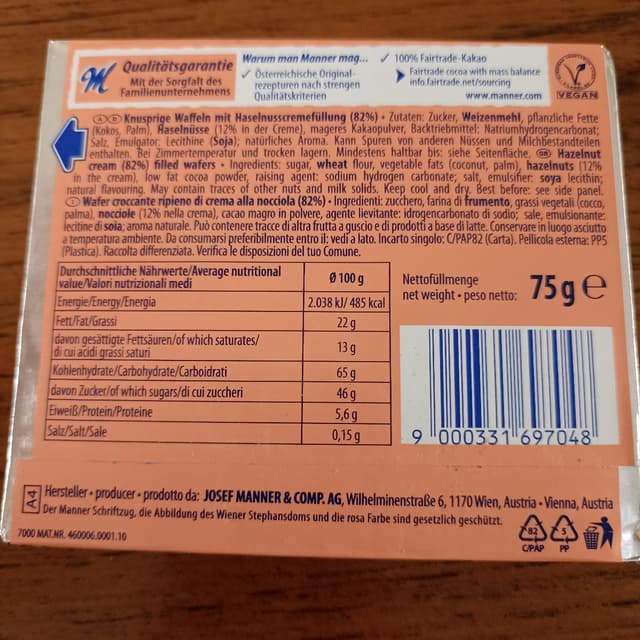 M Qualitätsgarantie
Mit der Sorgfalt des
Familienunternehmens
Warum man Manner mag...
✓ Österreichische Original-
rezepturen nach strengen
Qualitätskriterien
✓ 100% Fairtrade-Kakao
Fairtrade cocoa with mass balance
info.fairtrade.net/sourcing
www.manner.com
VEGAN
A D Knusprige Waffeln mit Haselnusscremefüllung (82%) • Zutaten: Zucker, Weizenmehl, pflanzliche Fette
(Kokos, Palm), Haselnüsse (12% in der Creme), mageres Kakaopulver, Backtriebmittel: Natriumhydrogencarbonat;
Salz, Emulgator: Lecithine (Soja); natürliches Aroma. Kann Spuren von anderen Nüssen und Milchbestandteilen
enthalten. Bei Zimmertemperatur und trocken lagern. Mindestens haltbar bis: siehe Seitenfläche. GB Hazelnut
cream (82%) filled wafers • Ingredients: sugar, wheat flour, vegetable fats (coconut, palm), hazelnuts (12%
in the cream), low fat cocoa powder, raising agent: sodium hydrogen carbonate; salt, emulsifier: soya lecithin;
natural flavouring. May contain traces of other nuts and milk solids. Keep cool and dry. Best before: see side panel.
I Wafer croccante ripieno di crema alla nocciola (82%) • Ingredienti: zucchero, farina di frumento, grassi vegetali (cocco,
palma), nocciole (12% nella crema), cacao magro in polvere, agente lievitante: idrogencarbonato di sodio; sale, emulsionante:
lecitine di soia; aroma naturale. Può contenere tracce di altra frutta a guscio e di prodotti a base di latte. Conservare in luogo asciutto
a temperatura ambiente. Da consumarsi preferibilmente entro il: vedi a lato. Incarto singolo: C/PAP82 (Carta). Pellicola esterna: PP5
(Plastica). Raccolta differenziata. Verifica le disposizioni del tuo Comune.
Durchschnittliche Nährwerte/Average nutritional
value/Valori nutrizionali medi
Ø 100 g
Energie/Energy/Energia 2.038 kJ/ 485 kcal
Fett/Fat/Grassi 22 g
davon gesättigte Fettsäuren/of which saturates/
di cui acidi grassi saturi 13 g
Kohlenhydrate/Carbohydrate/Carboidrati 65 g
davon Zucker/of which sugars/di cui zuccheri 46 g
Eiweiß/Protein/Proteine 5,6 g
Salz/Salt/Sale 0,15 g
Nettofüllmenge
net weight • peso netto: 75 g e
9 000331 697048
A4
Hersteller • producer • prodotto da: JOSEF MANNER & COMP. AG, Wilhelminenstraße 6, 1170 Wien, Austria • Vienna, Austria
Der Manner Schriftzug, die Abbildung des Wiener Stephansdoms und die rosa Farbe sind gesetzlich geschützt.
7000 MAT.NR. 460006.0001.10
82
C/PAP
5
PP